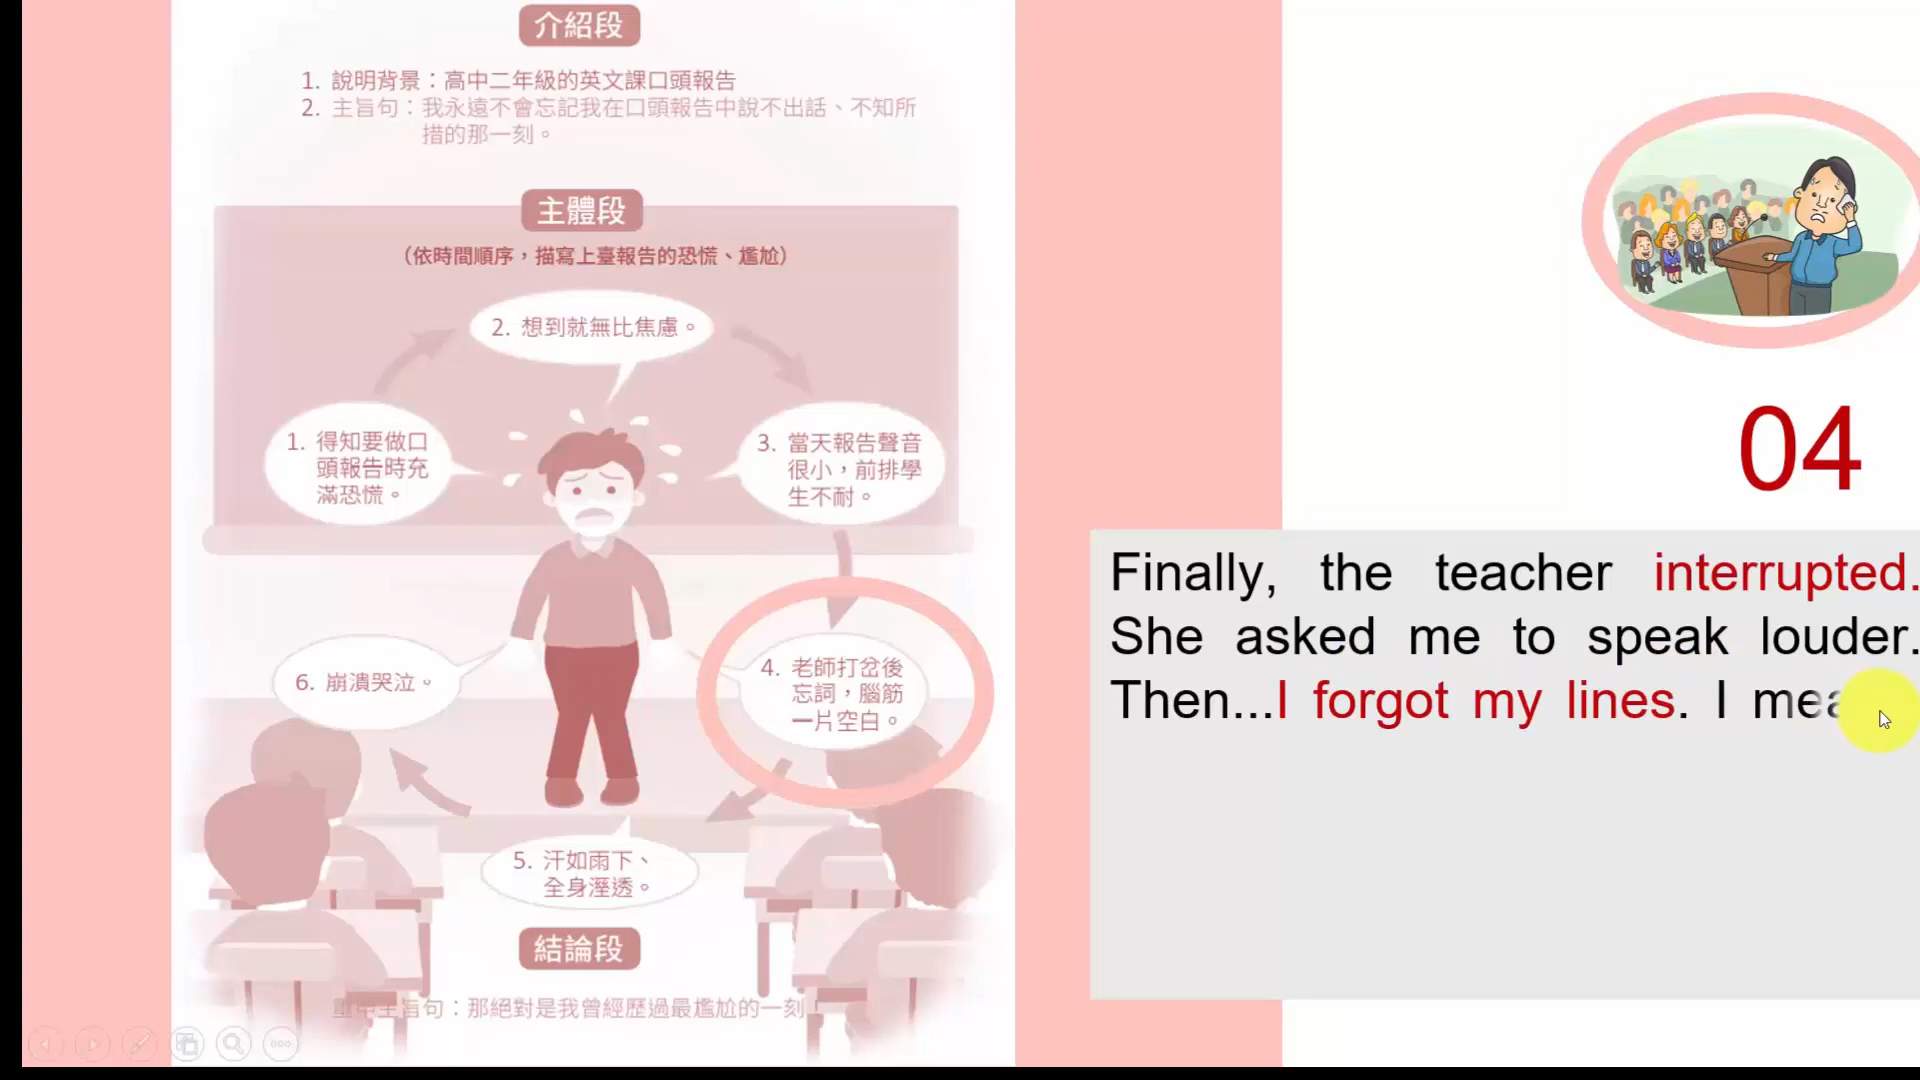 介紹段
1. 說明背景：高中二年級的英文課口頭報告
2. 主旨句：我永遠不會忘記我在口頭報告中說不出話、不知所
措的那一刻。
主體段
（依時間順序，描寫上臺報告的恐慌、尷尬）
2. 想到就無比焦慮。
1. 得知要做口
頭報告時充
滿恐慌。
3. 當天報告聲音
很小，前排學
生不耐。
4. 老師打岔後
忘詞，腦筋
一片空白。
6. 崩潰哭泣。
5. 汗如雨下、
全身溼透。
結論段
重申主旨句：那絕對是我曾經歷過最尷尬的一刻！
04
Finally, the teacher interrupted.
She asked me to speak louder.
Then...I forgot my lines. I mea